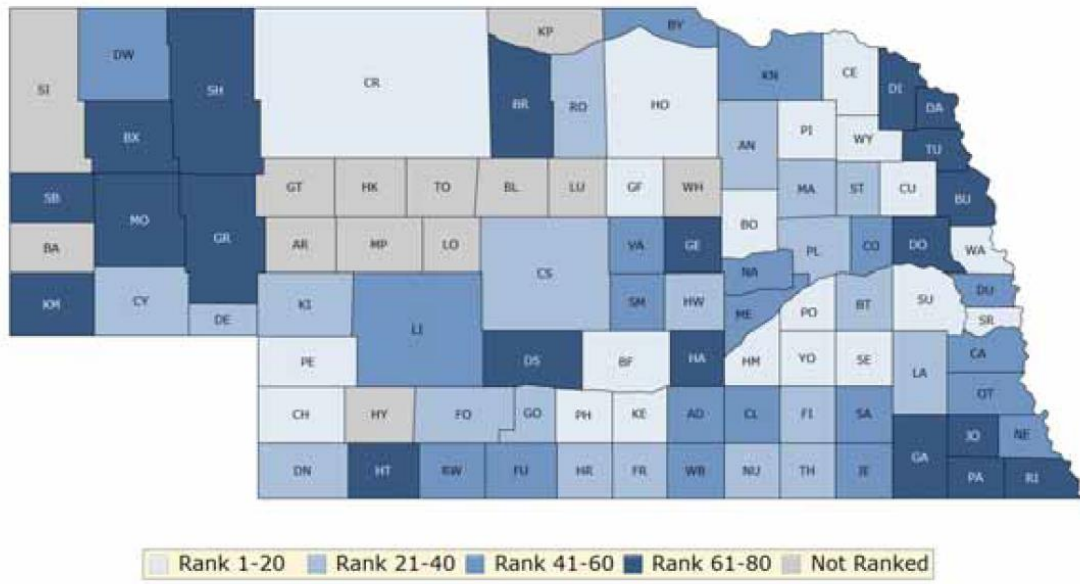 KP BY
DW SH CR KN CE
SI BR RO HO DI DA
BX AN PI WY TU
GT HK TO BL LU GF WH MA ST CU
SB MO GR BO BU
BA AR MP LO VA GE PL CO DO WA
CS NA
KM CY DE KI LI SM HW ME PO BT SU DU SR
PE DS BF HA HM YO SE LA CA
CH HY FO GO PH KE AD CL FI SA OT
DN HT RW FU HR FR WB NU TH JE GA JO NE
PA RI
Rank 1-20 Rank 21-40 Rank 41-60 Rank 61-80 Not Ranked